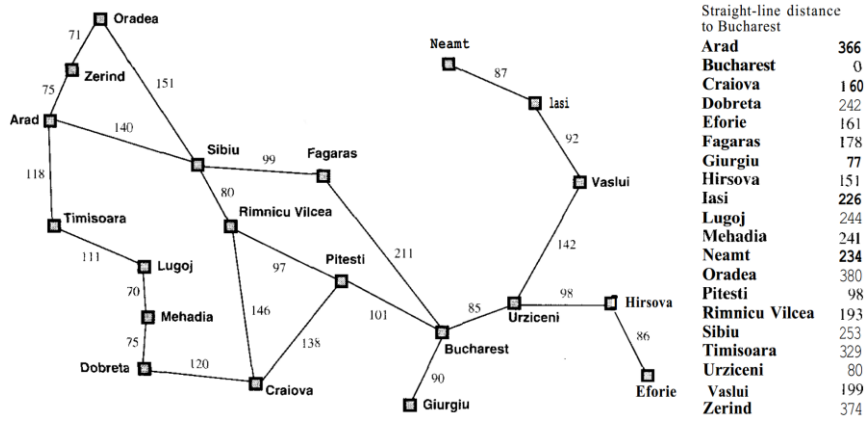 Oradea
71
Neamt
87
Zerind
151
75
Iasi
Arad
140
92
Sibiu
99
Fagaras
118
80
Vaslui
Timisoara
Rimnicu Vilcea
111
Lugoj
97
Pitesti
211
142
70
146
98
Hirsova
Mehadia
101
85
Urziceni
75
138
86
120
Bucharest
Dobreta
90
Craiova
Giurgiu
Eforie
Straight-line distance
to Bucharest
Arad 366
Bucharest 0
Craiova 160
Dobreta 242
Eforie 161
Fagaras 178
Giurgiu 77
Hirsova 151
Iasi 226
Lugoj 244
Mehadia 241
Neamt 234
Oradea 380
Pitesti 98
Rimnicu Vilcea 193
Sibiu 253
Timisoara 329
Urziceni 80
Vaslui 199
Zerind 374